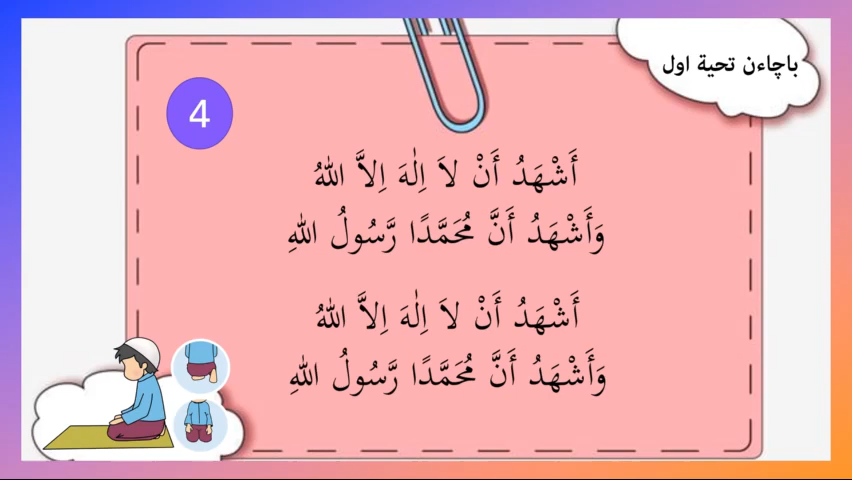 باچاءن تحية اول
4
أَشْهَدُ أَنْ لاَ اِلٰهَ اِلاَّ اللهُ
وَأَشْهَدُ أَنَّ مُحَمَّدًا رَّسُولُ اللهِ
أَشْهَدُ أَنْ لاَ اِلٰهَ اِلاَّ اللهُ
وَأَشْهَدُ أَنَّ مُحَمَّدًا رَّسُولُ اللهِ